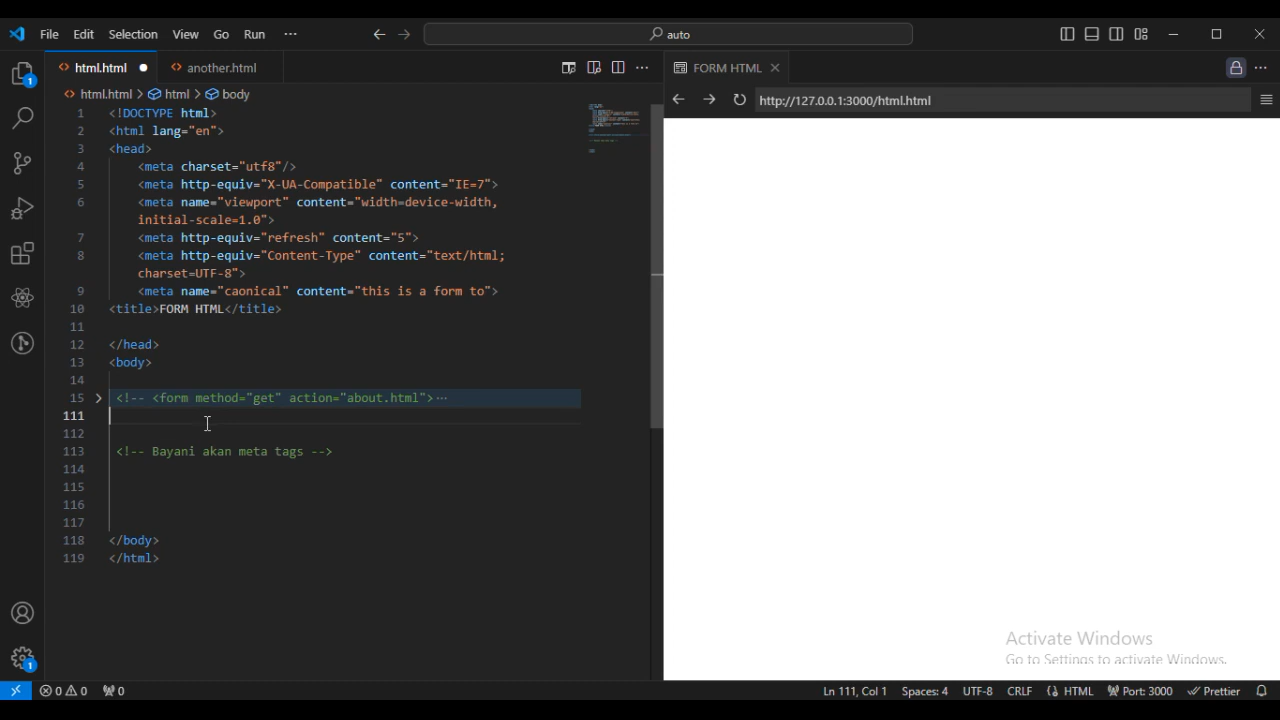 File Edit Selection View Go Run ···
auto
html.html another.html
html.html > html > body
1 <!DOCTYPE html>
2 <html lang="en">
3 <head>
4 <meta charset="utf8"/>
5 <meta http-equiv="X-UA-Compatible" content="IE=7">
6 <meta name="viewport" content="width=device-width,
initial-scale=1.0">
7 <meta http-equiv="refresh" content="5">
8 <meta http-equiv="Content-Type" content="text/html;
charset=UTF-8">
9 <meta name="caonical" content="this is a form to">
10 <title>FORM HTML</title>
11
12 </head>
13 <body>
14
15 <!-- <form method="get" action="about.html">···
111
112
113 <!-- Bayani akan meta tags -->
114
115
116
117
118 </body>
119 </html>
FORM HTML
http://127.0.0.1:3000/html.html
Activate Windows
Go to Settings to activate Windows.
1
1
0 0 0
Ln 111, Col 1 Spaces: 4 UTF-8 CRLF HTML Port: 3000 Prettier